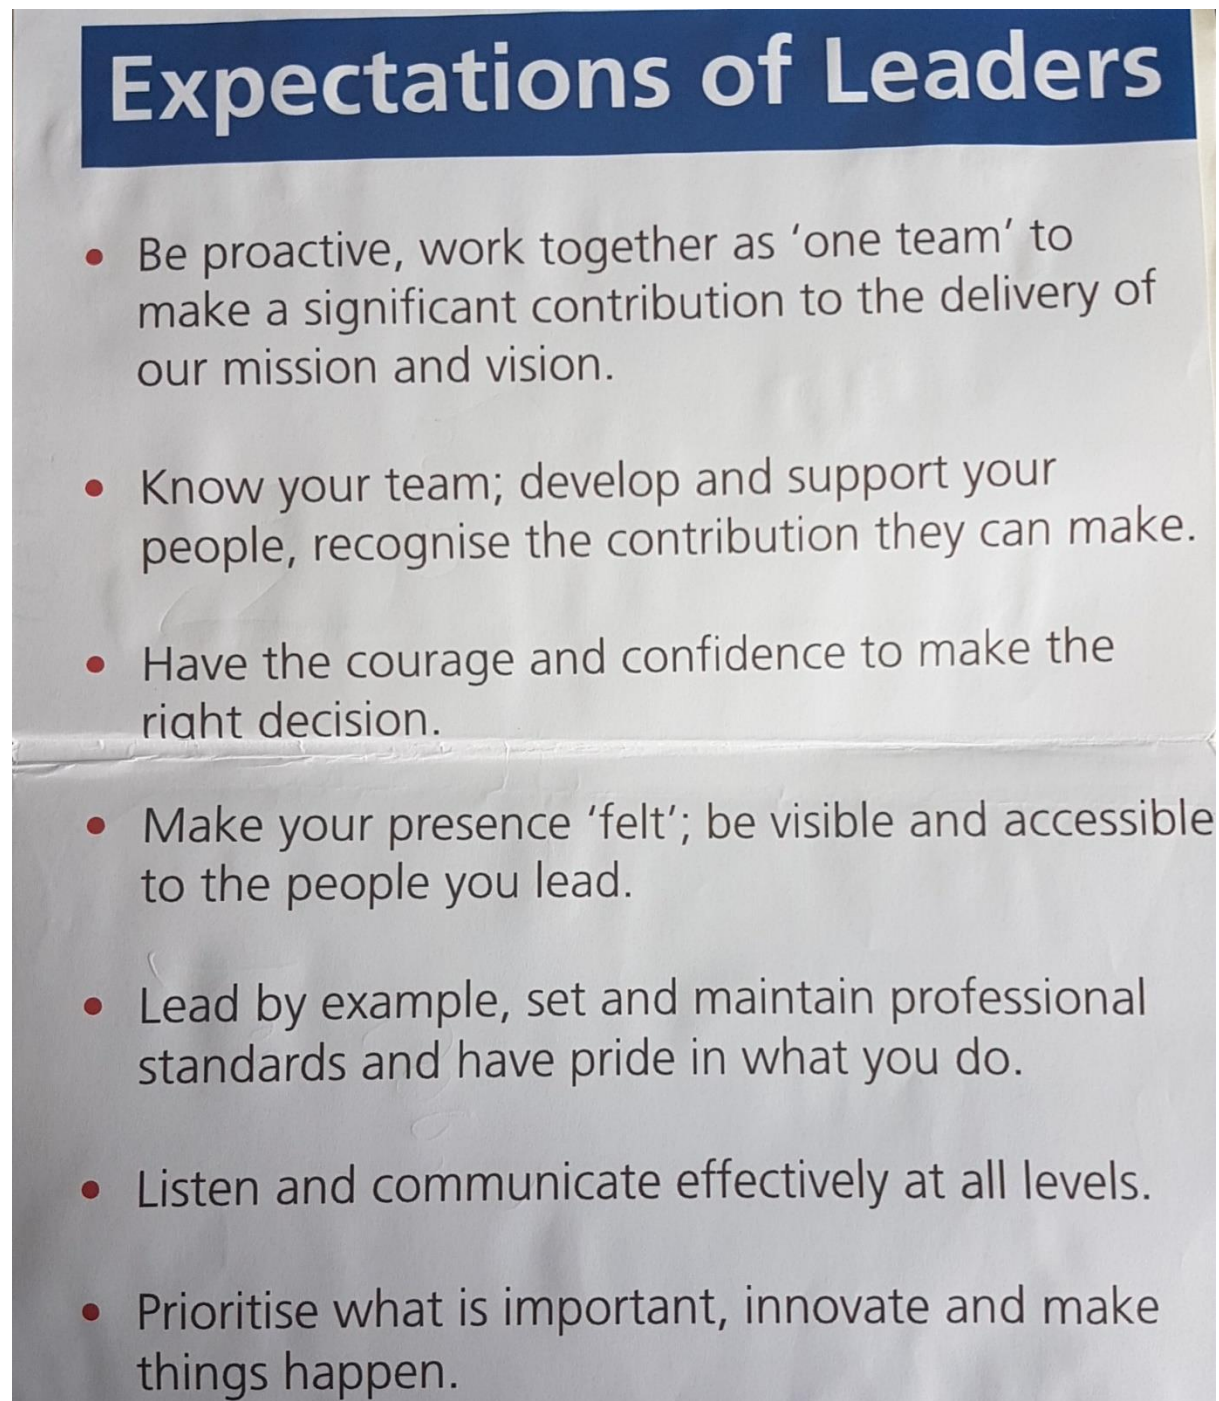 Expectations of Leaders
• Be proactive, work together as ‘one team’ to
make a significant contribution to the delivery of
our mission and vision.
• Know your team; develop and support your
people, recognise the contribution they can make.
• Have the courage and confidence to make the
right decision.
• Make your presence ‘felt’; be visible and accessible
to the people you lead.
• Lead by example, set and maintain professional
standards and have pride in what you do.
• Listen and communicate effectively at all levels.
• Prioritise what is important, innovate and make
things happen.